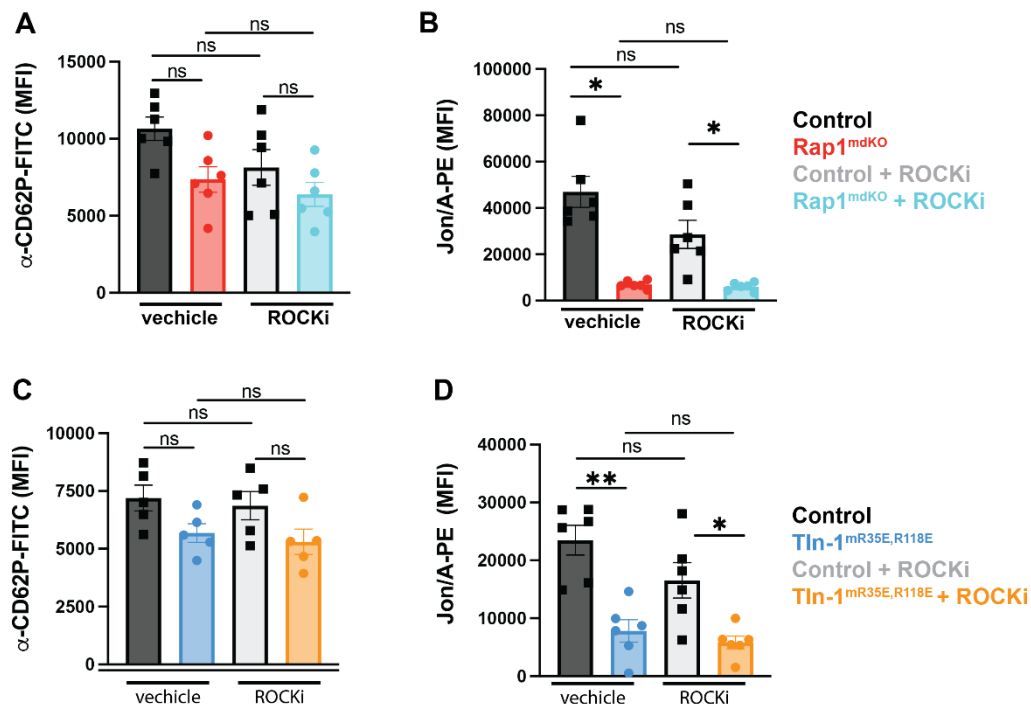 A
ns
ns
ns
ns
15000
10000
5000
0
α-CD62P-FITC (MFI)
vechicle
ROCKi
B
ns
ns
*
*
100000
80000
60000
40000
20000
0
Jon/A-PE (MFI)
vechicle
ROCKi
Control
Rap1mdKO
Control + ROCKi
Rap1mdKO + ROCKi
C
ns
ns
ns
ns
10000
7500
5000
2500
0
α-CD62P-FITC (MFI)
vechicle
ROCKi
D
ns
ns
**
*
40000
30000
20000
10000
0
Jon/A-PE (MFI)
vechicle
ROCKi
Control
Tln-1mR35E,R118E
Control + ROCKi
Tln-1mR35E,R118E + ROCKi